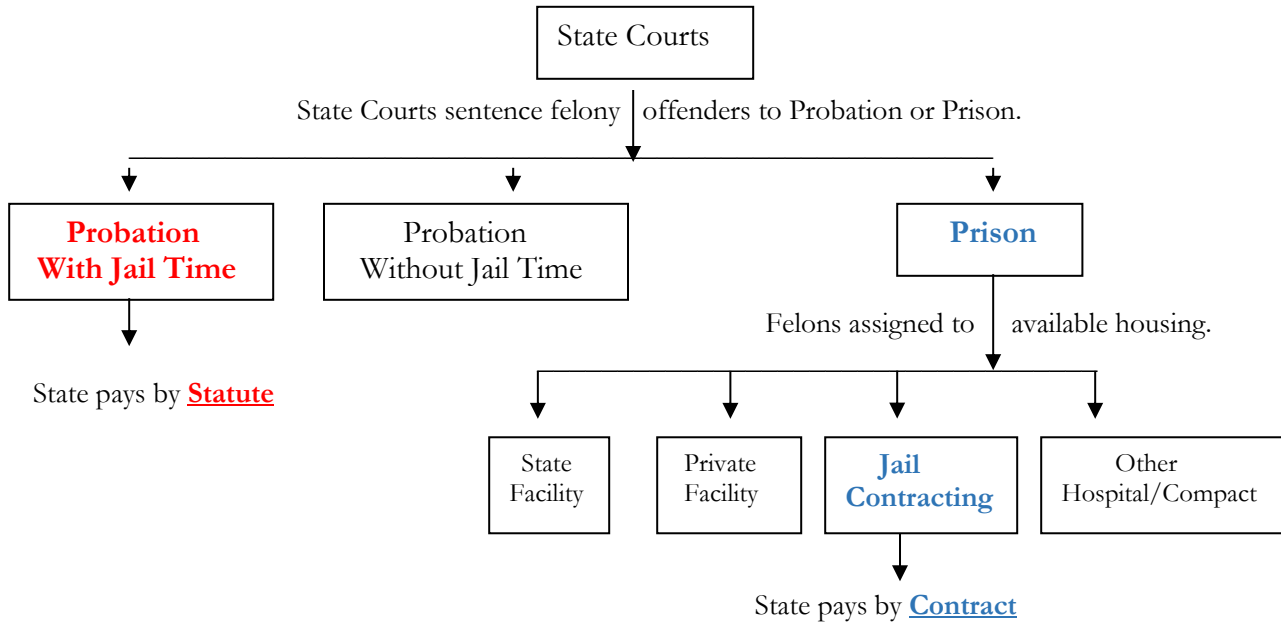 State Courts
State Courts sentence felony offenders to Probation or Prison.
Probation
With Jail Time
Probation
Without Jail Time
Prison
Felons assigned to available housing.
State pays by Statute
State
Facility
Private
Facility
Jail
Contracting
Other
Hospital/Compact
State pays by Contract